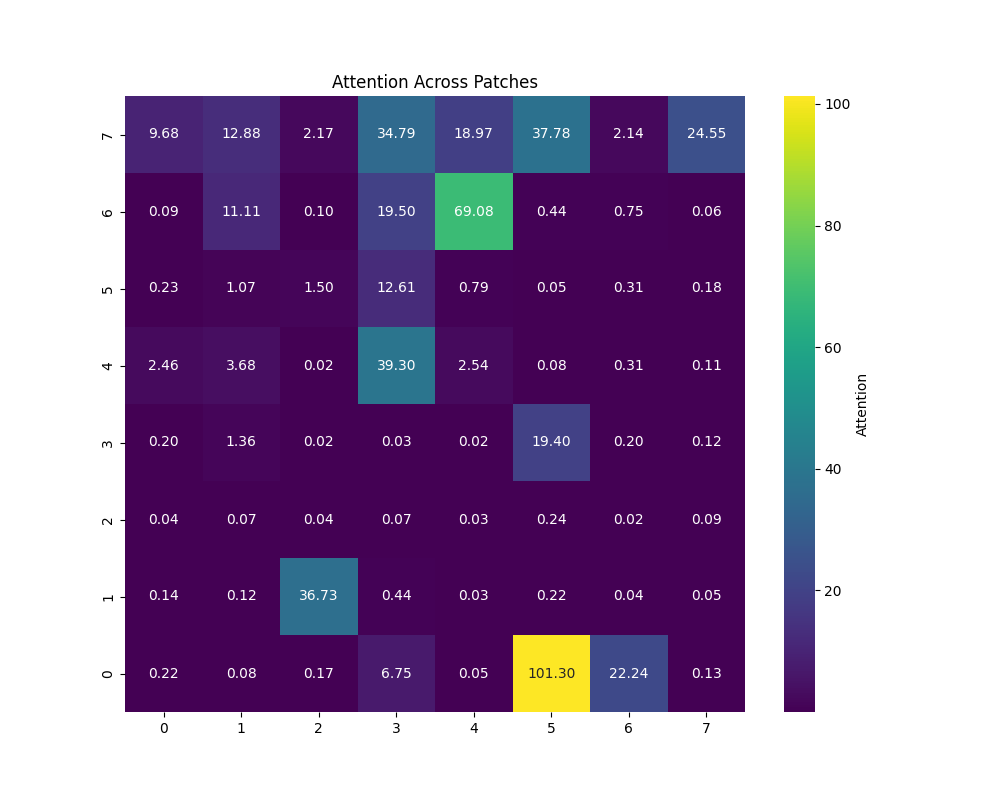 Attention Across Patches
7 9.68 12.88 2.17 34.79 18.97 37.78 2.14 24.55
6 0.09 11.11 0.10 19.50 69.08 0.44 0.75 0.06
5 0.23 1.07 1.50 12.61 0.79 0.05 0.31 0.18
4 2.46 3.68 0.02 39.30 2.54 0.08 0.31 0.11
3 0.20 1.36 0.02 0.03 0.02 19.40 0.20 0.12
2 0.04 0.07 0.04 0.07 0.03 0.24 0.02 0.09
1 0.14 0.12 36.73 0.44 0.03 0.22 0.04 0.05
0 0.22 0.08 0.17 6.75 0.05 101.30 22.24 0.13
0 1 2 3 4 5 6 7
100
80
60
40
20
Attention